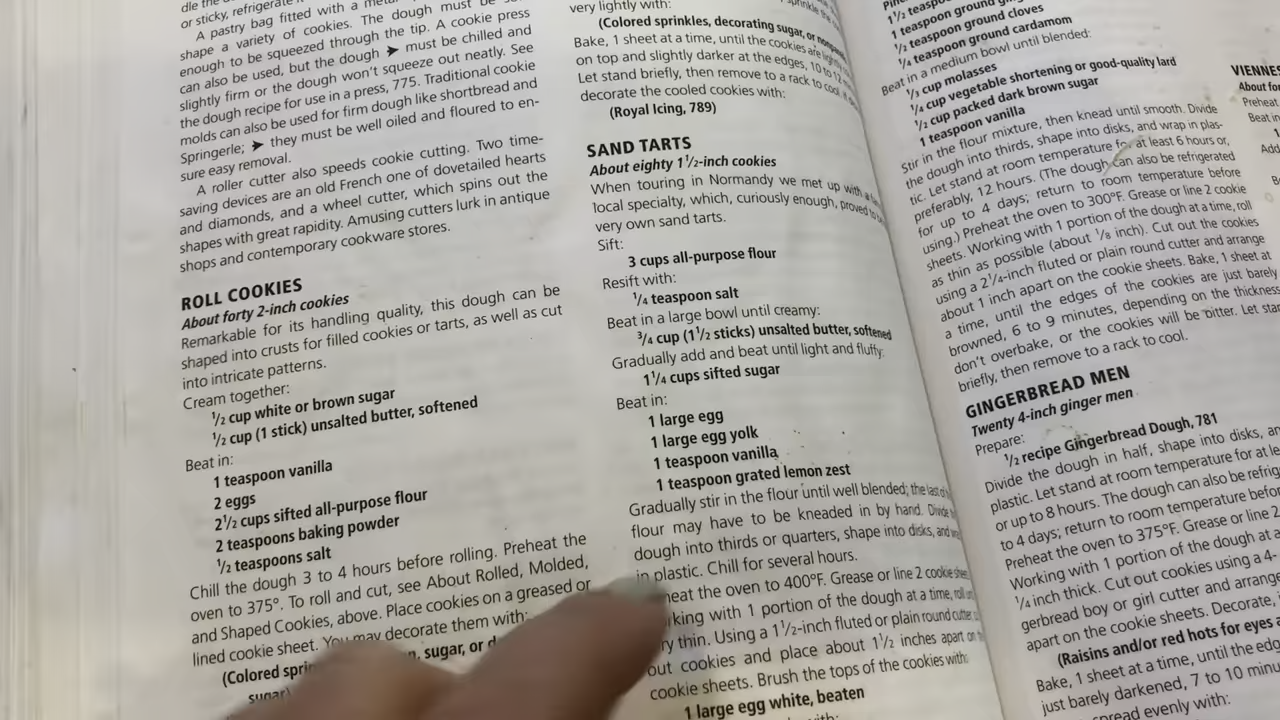 or sticky, refrigerate
A pastry bag fitted with a metal
shape a variety of cookies. The dough must be
enough to be squeezed through the tip. A cookie press
can also be used, but the dough ➤ must be chilled and
slightly firm or the dough won't squeeze out neatly. See
the dough recipe for use in a press, 775. Traditional cookie
molds can also be used for firm dough like shortbread and
Springerle; ➤ they must be well oiled and floured to en-
sure easy removal.
A roller cutter also speeds cookie cutting. Two time-
saving devices are an old French one of dovetailed hearts
and diamonds, and a wheel cutter, which spins out the
shapes with great rapidity. Amusing cutters lurk in antique
shops and contemporary cookware stores.
ROLL COOKIES
About forty 2-inch cookies
Remarkable for its handling quality, this dough can be
shaped into crusts for filled cookies or tarts, as well as cut
into intricate patterns.
Cream together:
1/2 cup white or brown sugar
1/2 cup (1 stick) unsalted butter, softened
Beat in:
1 teaspoon vanilla
2 eggs
2 1/2 cups sifted all-purpose flour
2 teaspoons baking powder
1/2 teaspoons salt
Chill the dough 3 to 4 hours before rolling. Preheat the
oven to 375°. To roll and cut, see About Rolled, Molded,
and Shaped Cookies, above. Place cookies on a greased or
lined cookie sheet. You may decorate them with:
sugar, or
sugar)
very lightly with:
(Colored sprinkles, decorating sugar, or
Bake, 1 sheet at a time, until the cookies are lightly
on top and slightly darker at the edges, 10 to 12
Let stand briefly, then remove to a rack to cool.
decorate the cooled cookies with:
(Royal Icing, 789)
SAND TARTS
About eighty 1 1/2-inch cookies
When touring in Normandy we met up with a
local specialty, which, curiously enough, proved to
very own sand tarts.
Sift:
3 cups all-purpose flour
Resift with:
1/4 teaspoon salt
Beat in a large bowl until creamy:
3/4 cup (1 1/2 sticks) unsalted butter, softened
Gradually add and beat until light and fluffy:
1 1/4 cups sifted sugar
Beat in:
1 large egg
1 large egg yolk
1 teaspoon vanilla
1 teaspoon grated lemon zest
Gradually stir in the flour until well blended; the last of
flour may have to be kneaded in by hand. Divide
dough into thirds or quarters, shape into disks, and
in plastic. Chill for several hours.
the oven to 400°F. Grease or line 2 cookie
with 1 portion of the dough at a time, roll
thin. Using a 1 1/2-inch fluted or plain round cutter
out cookies and place about 1 1/2 inches apart on
cookie sheets. Brush the tops of the cookies with:
1 large egg white, beaten
with:
1 1/2 teaspoons
1 teaspoon ground
1/2 teaspoon ground cloves
1/4 teaspoon ground cardamom
Beat in a medium bowl until blended:
1/3 cup molasses
1/4 cup vegetable shortening or good-quality lard
1/2 cup packed dark brown sugar
1 teaspoon vanilla
Stir in the flour mixture, then knead until smooth. Divide
the dough into thirds, shape into disks, and wrap in plas-
tic. Let stand at room temperature for at least 6 hours or,
preferably, 12 hours. (The dough can also be refrigerated
for up to 4 days; return to room temperature before
using.) Preheat the oven to 300°F. Grease or line 2 cookie
sheets. Working with 1 portion of the dough at a time, roll
as thin as possible (about 1/8 inch). Cut out the cookies
using a 2 1/4-inch fluted or plain round cutter and arrange
about 1 inch apart on the cookie sheets. Bake, 1 sheet at
a time, until the edges of the cookies are just barely
browned, 6 to 9 minutes, depending on the thickness
don't overbake, or the cookies will be bitter. Let stand
briefly, then remove to a rack to cool.
GINGERBREAD MEN
Twenty 4-inch ginger men
Prepare:
1/2 recipe Gingerbread Dough, 781
Divide the dough in half, shape into disks,
plastic. Let stand at room temperature for at
or up to 8 hours. The dough can also be
to 4 days; return to room temperature
Preheat the oven to 375°F. Grease or line 2
Working with 1 portion of the dough at a
1/4 inch thick. Cut out cookies using a 4-
gerbread boy or girl cutter and arrange
apart on the cookie sheets. Decorate,
(Raisins and/or red hots for eyes
Bake, 1 sheet at a time, until the
just barely darkened, 7 to 10
spread evenly with:
About
Preheat
Beat in